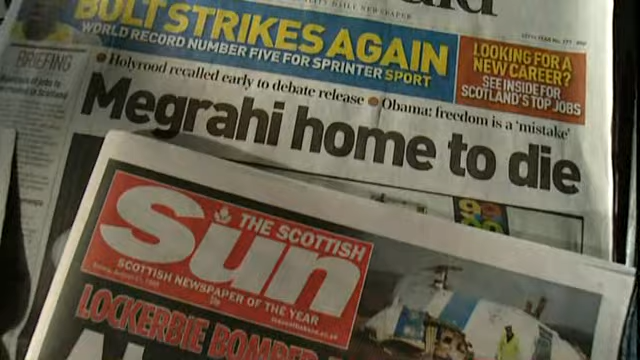 BOLT STRIKES AGAIN
WORLD RECORD NUMBER FIVE FOR SPRINTER SPORT
LOOKING FOR A
NEW CAREER?
SEE INSIDE FOR
SCOTLAND'S TOP JOBS
BRIEFING
Holyrood recalled early to debate release Obama: freedom is a 'mistake'
Megrahi home to die
THE SCOTTISH
Sun
SCOTTISH NEWSPAPER OF THE YEAR
LOCKERBIE BOMBER